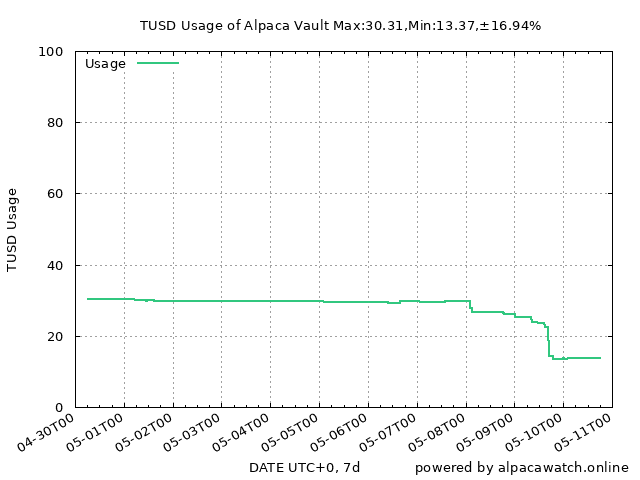 TUSD Usage of Alpaca Vault Max:30.31,Min:13.37,±16.94%
Usage
TUSD Usage
100
80
60
40
20
0
04-30T00
05-01T00
05-02T00
05-03T00
05-04T00
05-05T00
05-06T00
05-07T00
05-08T00
05-09T00
05-10T00
05-11T00
DATE UTC+0, 7d
powered by alpacawatch.online